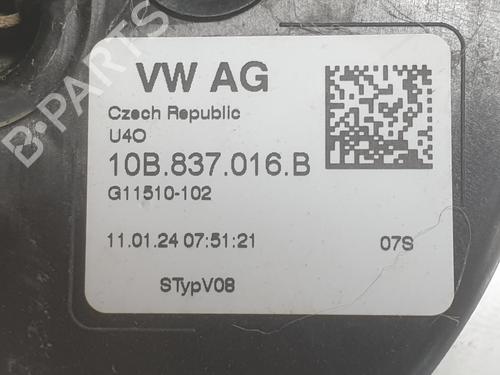 VW AG
Czech Republic
U4O
10B.837.016.B
G11510-102
11.01.24 07:51:21
07S
STypV08
B-PARTS